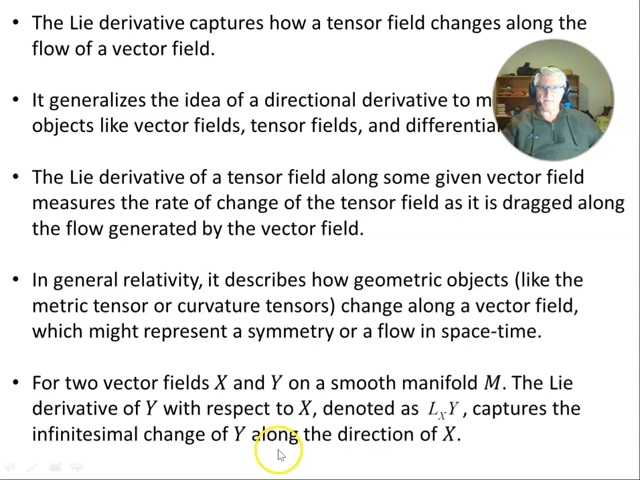 • The Lie derivative captures how a tensor field changes along the
flow of a vector field.
• It generalizes the idea of a directional derivative to
objects like vector fields, tensor fields, and
• The Lie derivative of a tensor field along some given vector field
measures the rate of change of the tensor field as it is dragged along
the flow generated by the vector field.
• In general relativity, it describes how geometric objects (like the
metric tensor or curvature tensors) change along a vector field,
which might represent a symmetry or a flow in space-time.
• For two vector fields X and Y on a smooth manifold M. The Lie
derivative of Y with respect to X, denoted as L_X Y, captures the
infinitesimal change of Y along the direction of X.